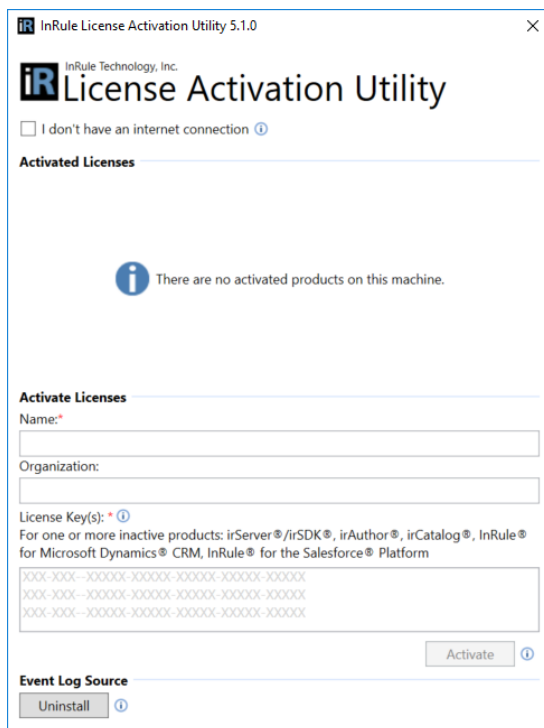 iR InRule License Activation Utility 5.1.0
iR InRule Technology, Inc.
License Activation Utility
I don't have an internet connection
Activated Licenses
There are no activated products on this machine.
Activate Licenses
Name:*
Organization:
License Key(s): *
For one or more inactive products: irServer®/irSDK®, irAuthor®, irCatalog®, InRule®
for Microsoft Dynamics® CRM, InRule® for the Salesforce® Platform
XXX-XXX--XXXXX-XXXXX-XXXXX-XXXXX-XXXXX
XXX-XXX--XXXXX-XXXXX-XXXXX-XXXXX-XXXXX
XXX-XXX--XXXXX-XXXXX-XXXXX-XXXXX-XXXXX
Activate
Event Log Source
Uninstall